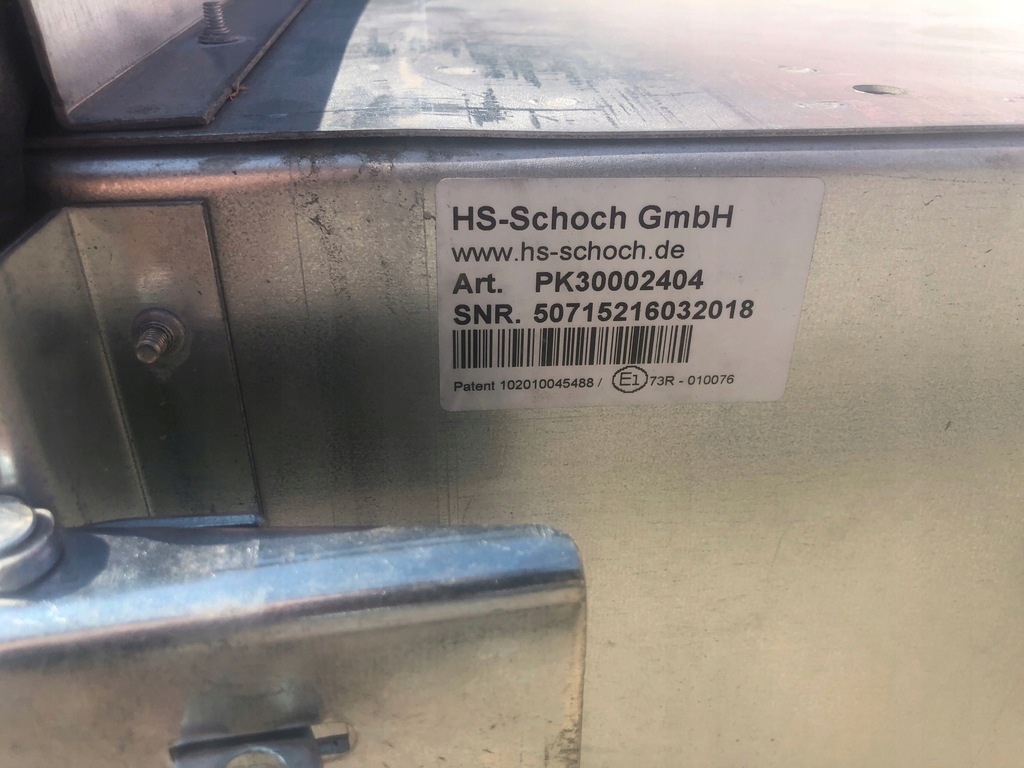 HS-Schoch GmbH
www.hs-schoch.de
Art. PK30002404
SNR. 50715216032018
Patent 102010045488 / E1 73R - 010076